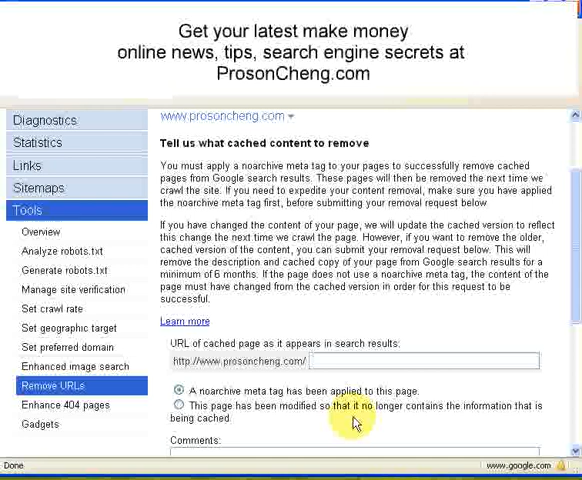 Get your latest make money
online news, tips, search engine secrets at
ProsonCheng.com
www.prosoncheng.com
Diagnostics
Statistics
Links
Sitemaps
Tools
Overview
Analyze robots.txt
Generate robots.txt
Manage site verification
Set crawl rate
Set geographic target
Set preferred domain
Enhanced image search
Remove URLs
Enhance 404 pages
Gadgets
Tell us what cached content to remove
You must apply a noarchive meta tag to your pages to successfully remove cached
pages from Google search results. These pages will then be removed the next time we
crawl the site. If you need to expedite your content removal, make sure you have applied
the noarchive meta tag first, before submitting your removal request below
If you have changed the content of your page, we will update the cached version to reflect
this change the next time we crawl the page. However, if you want to remove the older,
cached version of the content, you can submit your removal request below. This will
remove the description and cached copy of your page from Google search results for a
minimum of 6 months. If the page does not use a noarchive meta tag, the content of the
page must have changed from the cached version in order for this request to be
successful.
Learn more
URL of cached page as it appears in search results:
http://www.prosoncheng.com/
A noarchive meta tag has been applied to this page.
This page has been modified so that it no longer contains the information that is
being cached
Comments:
Done
www.google.com